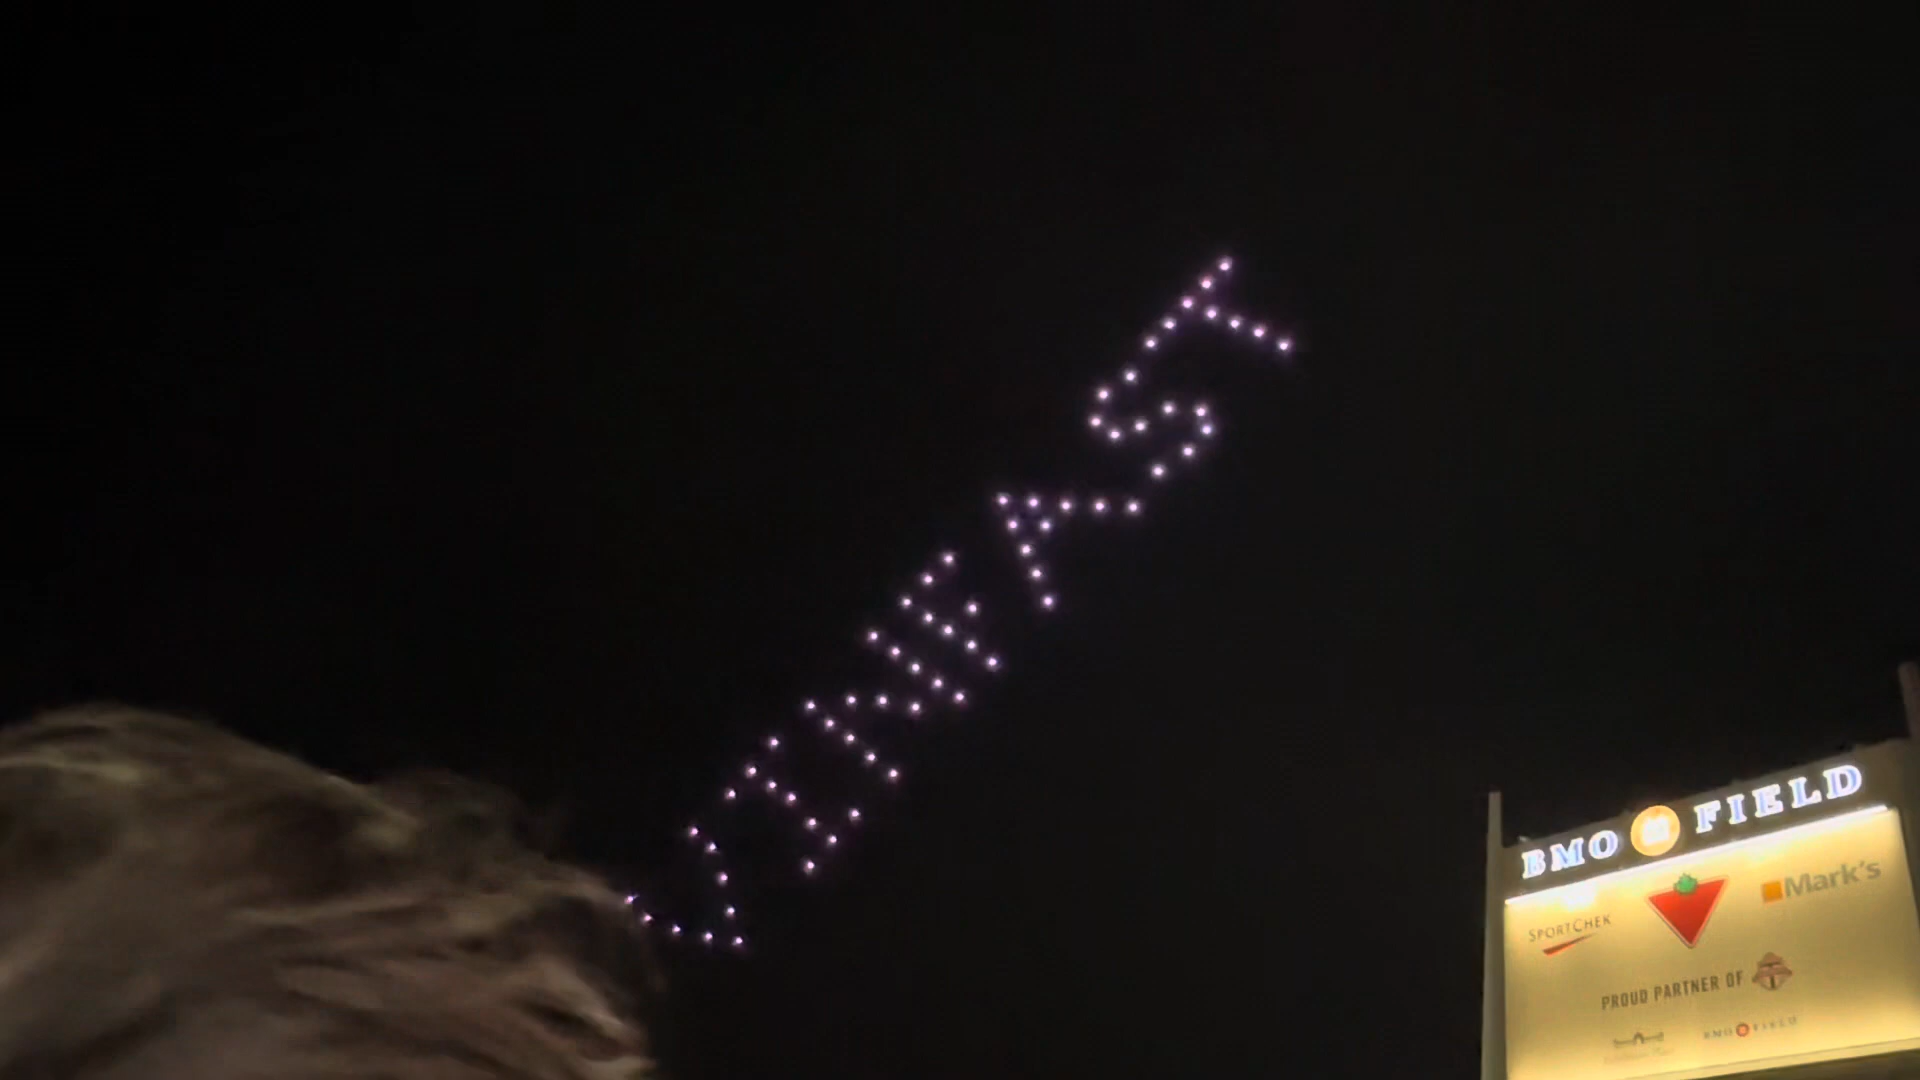 VINFAST
BMO FIELD
SPORTCHEK
Mark's
PROUD PARTNER OF
BMO FIELD